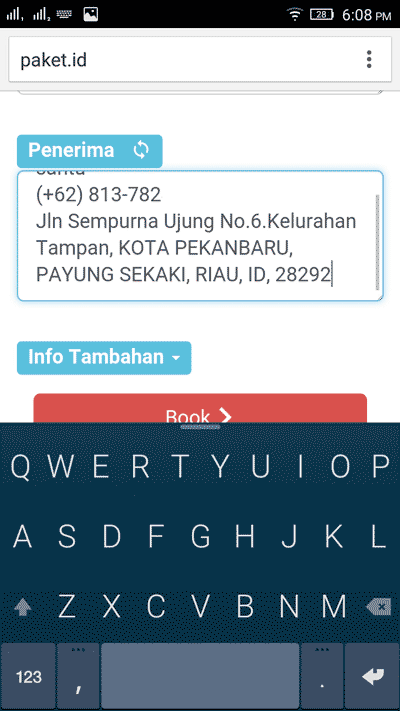 28
6:08 PM
paket.id
Penerima
(+62) 813-782
Jln Sempurna Ujung No.6.Kelurahan
Tampan, KOTA PEKANBARU,
PAYUNG SEKAKI, RIAU, ID, 28292
Info Tambahan
Book
Q W E R T Y U I O P
A S D F G H J K L
Z X C V B N M
123 , .